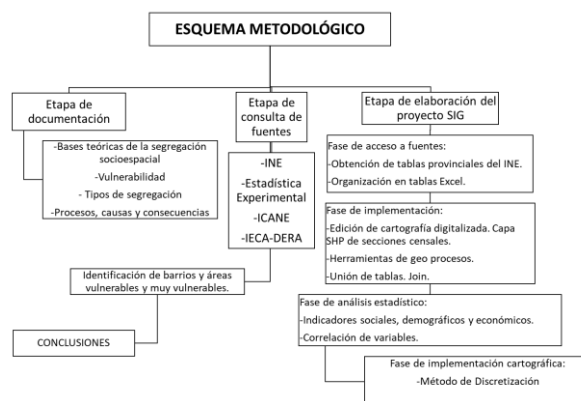 ESQUEMA METODOLÓGICO
Etapa de
documentación
-Bases teóricas de la segregación
socioespacial
-Vulnerabilidad
- Tipos de segregación
-Procesos, causas y consecuencias
Etapa de
consulta de
fuentes
-INE
-Estadística
Experimental
-ICANE
-IECA-DERA
Identificación de barrios y áreas
vulnerables y muy vulnerables.
CONCLUSIONES
Etapa de elaboración del
proyecto SIG
Fase de acceso a fuentes:
-Obtención de tablas provinciales del INE.
-Organización en tablas Excel.
Fase de implementación:
-Edición de cartografía digitalizada. Capa
SHP de secciones censales.
-Herramientas de geo procesos.
-Unión de tablas. Join.
Fase de análisis estadístico:
-Indicadores sociales, demográficos y económicos.
-Correlación de variables.
Fase de implementación cartográfica:
-Método de Discretización